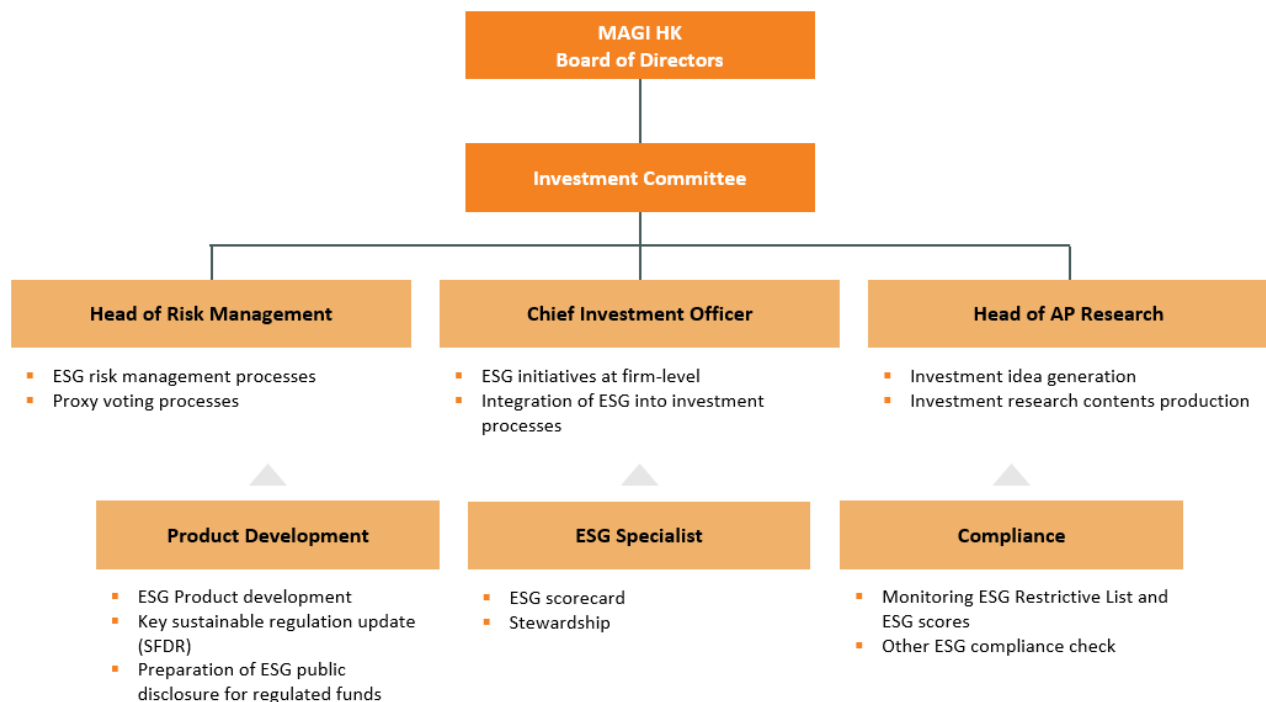 MAGI HK
Board of Directors
Investment Committee
Head of Risk Management
▪ ESG risk management processes
▪ Proxy voting processes
Chief Investment Officer
▪ ESG initiatives at firm-level
▪ Integration of ESG into investment
processes
Head of AP Research
▪ Investment idea generation
▪ Investment research contents production
Product Development
▪ ESG Product development
▪ Key sustainable regulation update
(SFDR)
▪ Preparation of ESG public
disclosure for regulated funds
ESG Specialist
▪ ESG scorecard
▪ Stewardship
Compliance
▪ Monitoring ESG Restrictive List and
ESG scores
▪ Other ESG compliance check